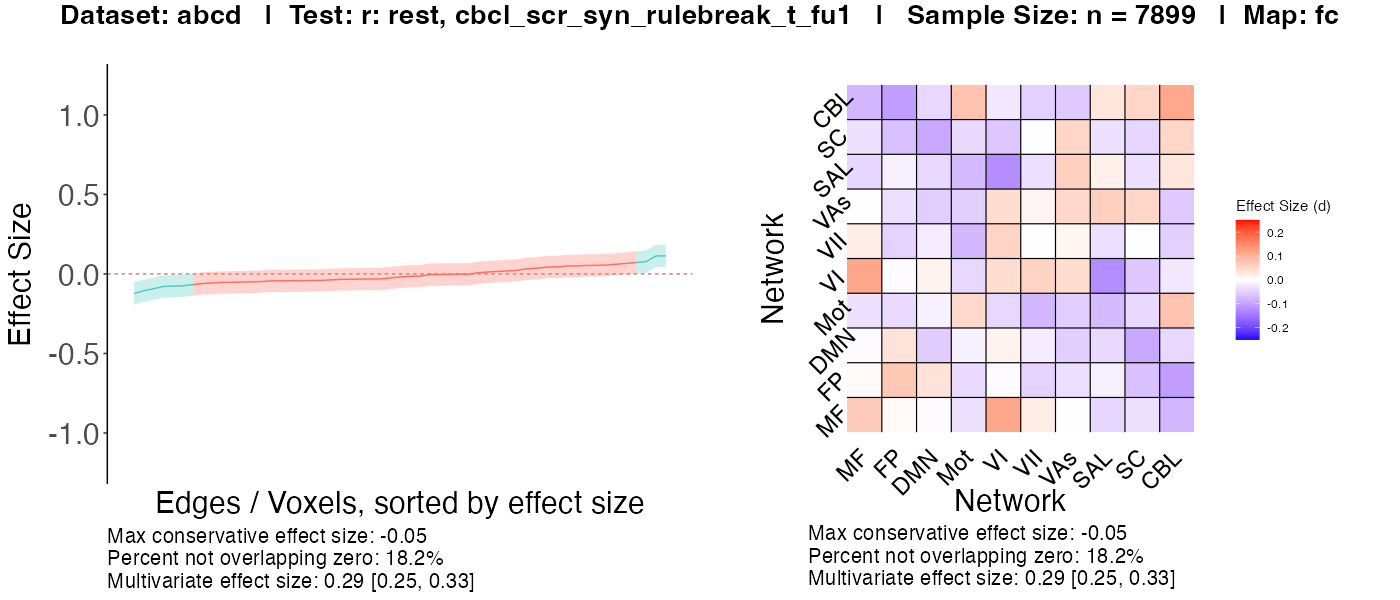 Dataset: abcd | Test: r: rest, cbcl_scr_syn_rulebreak_t_fu1 | Sample Size: n = 7899 | Map: fc
Effect Size
1.0
0.5
0.0
-0.5
-1.0
Edges / Voxels, sorted by effect size
Max conservative effect size: -0.05
Percent not overlapping zero: 18.2%
Multivariate effect size: 0.29 [0.25, 0.33]
Network
CBL
SC
SAL
VAs
VII
VI
Mot
DMN
FP
MF
MF FP DMN Mot VI VII VAs SAL SC CBL
Network
Max conservative effect size: -0.05
Percent not overlapping zero: 18.2%
Multivariate effect size: 0.29 [0.25, 0.33]
Effect Size (d)
0.2
0.1
0.0
-0.1
-0.2